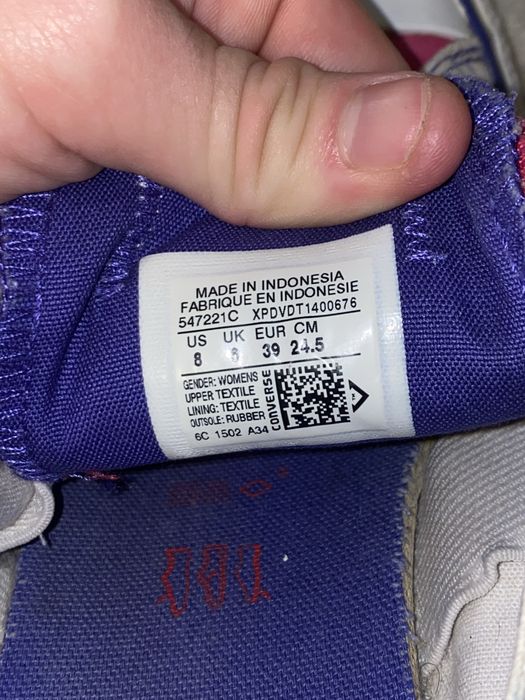 MADE IN INDONESIA
FABRIQUE EN INDONESIE
547221C XPDVDT1400676
US UK EUR CM
8 6 39 24.5
GENDER: WOMENS
UPPER TEXTILE
LINING: TEXTILE
OUTSOLE: RUBBER
6C 1502 A34
CONVERSE